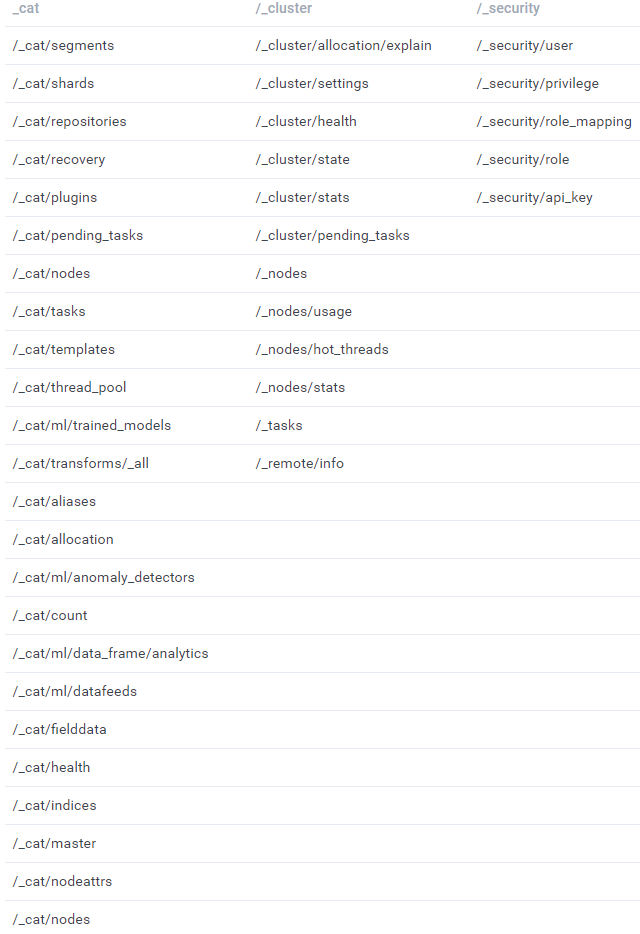 _cat /_cluster /_security
/_cat/segments /_cluster/allocation/explain /_security/user
/_cat/shards /_cluster/settings /_security/privilege
/_cat/repositories /_cluster/health /_security/role_mapping
/_cat/recovery /_cluster/state /_security/role
/_cat/plugins /_cluster/stats /_security/api_key
/_cat/pending_tasks /_cluster/pending_tasks
/_cat/nodes /_nodes
/_cat/tasks /_nodes/usage
/_cat/templates /_nodes/hot_threads
/_cat/thread_pool /_nodes/stats
/_cat/ml/trained_models /_tasks
/_cat/transforms/_all /_remote/info
/_cat/aliases
/_cat/allocation
/_cat/ml/anomaly_detectors
/_cat/count
/_cat/ml/data_frame/analytics
/_cat/ml/datafeeds
/_cat/fielddata
/_cat/health
/_cat/indices
/_cat/master
/_cat/nodeattrs
/_cat/nodes